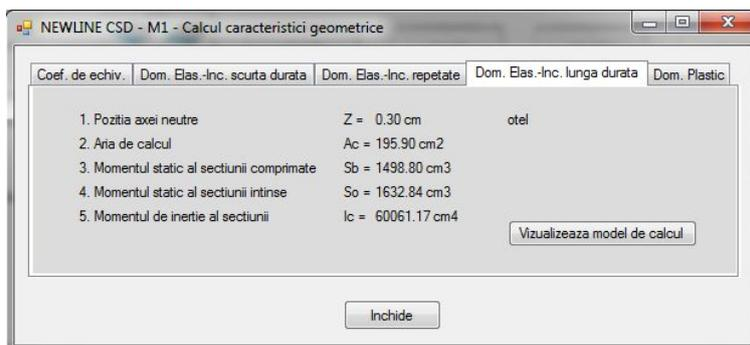 NEWLINE CSD - M1 - Calcul caracteristici geometrice
Coef. de echiv. Dom. Elas.-Inc. scurta durata Dom. Elas.-Inc. repetate Dom. Elas.-Inc. lunga durata Dom. Plastic
1. Pozitia axei neutre Z = 0.30 cm otel
2. Aria de calcul Ac = 195.90 cm2
3. Momentul static al sectiunii comprimate Sb = 1498.80 cm3
4. Momentul static al sectiunii intinse So = 1632.84 cm3
5. Momentul de inertie al sectiunii Ic = 60061.17 cm4
Vizualizeaza model de calcul
Inchide